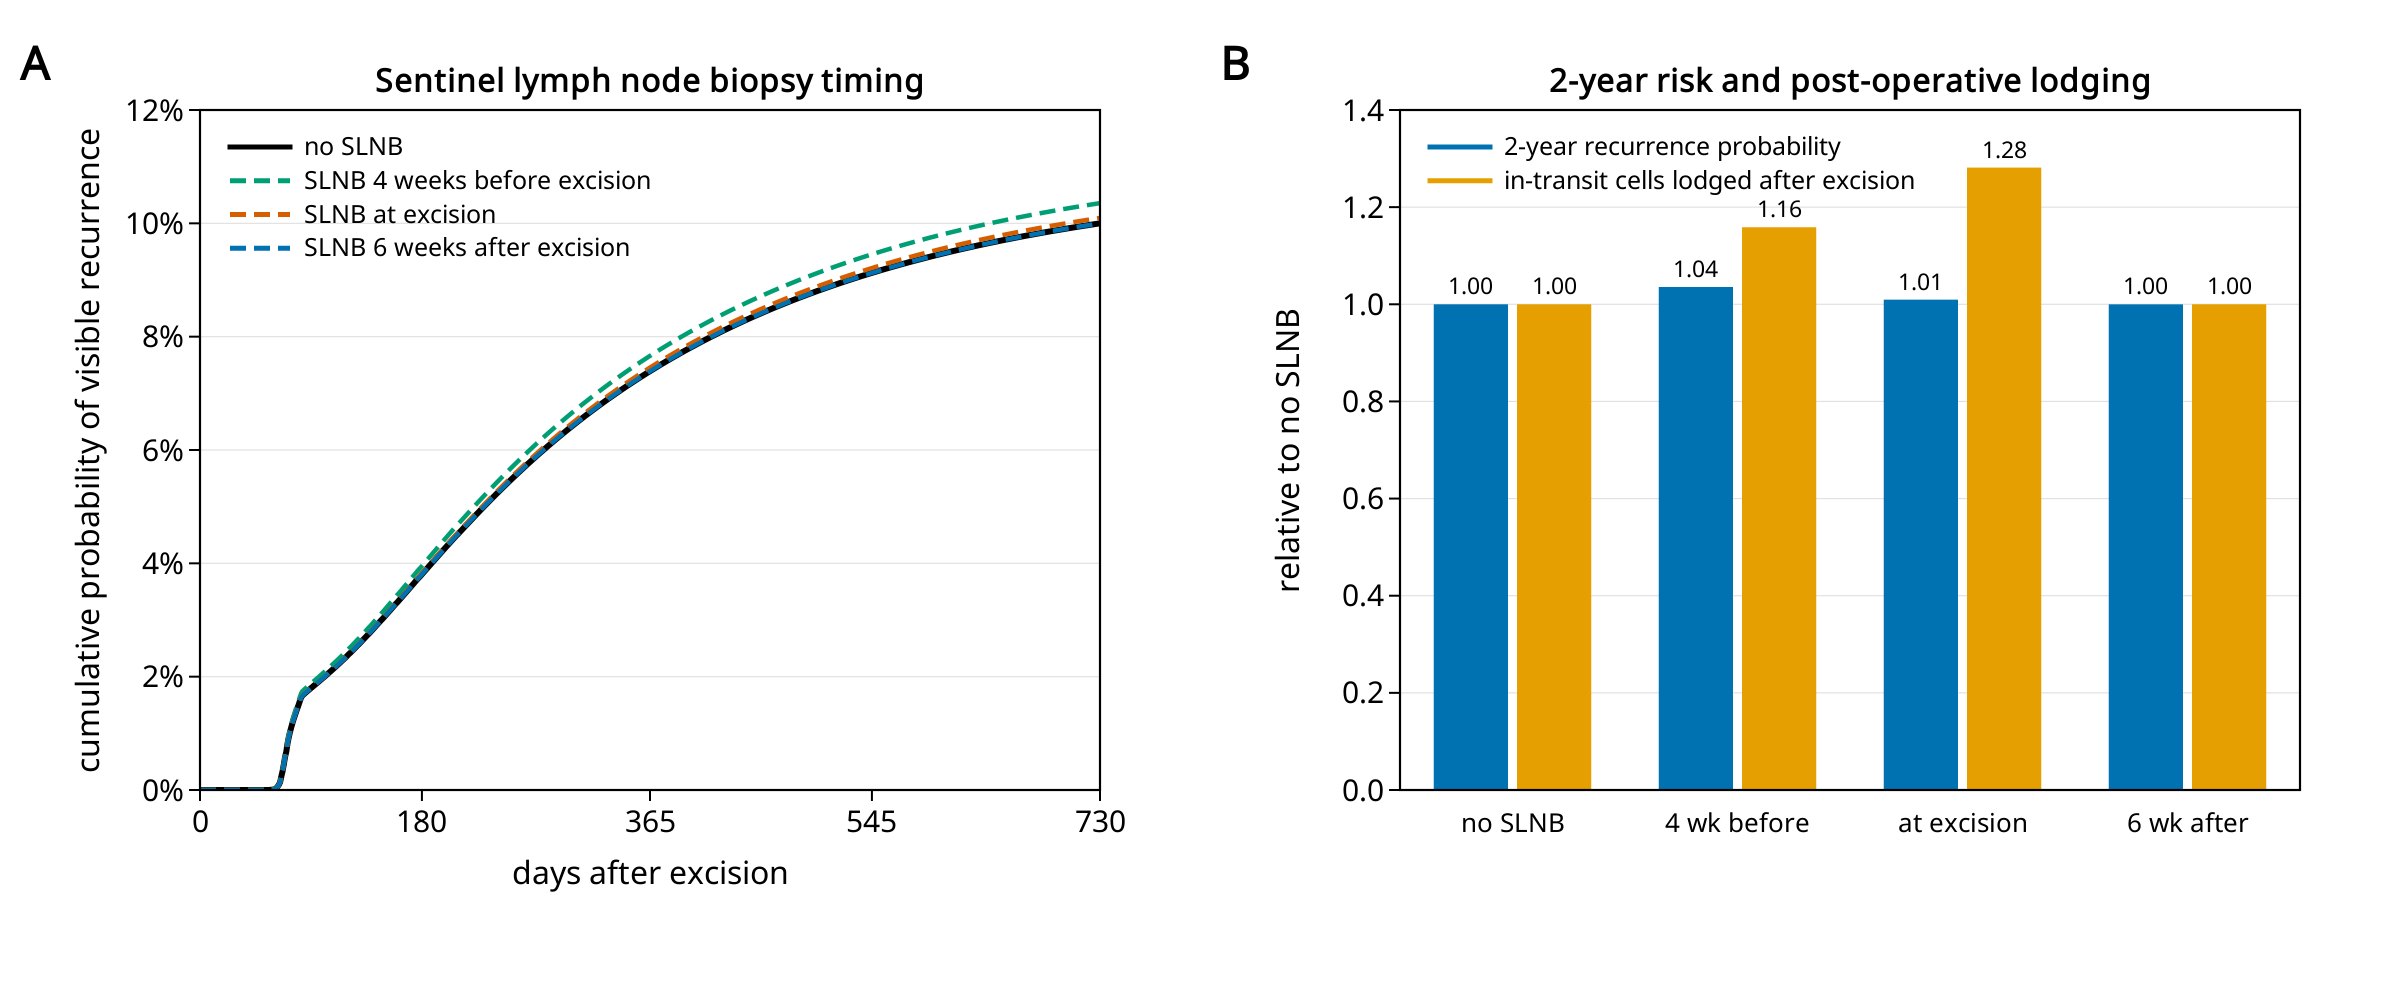 A
Sentinel lymph node biopsy timing
cumulative probability of visible recurrence
12%
10%
8%
6%
4%
2%
0%
no SLNB
SLNB 4 weeks before excision
SLNB at excision
SLNB 6 weeks after excision
0 180 365 545 730
days after excision
B
2-year risk and post-operative lodging
relative to no SLNB
1.4
1.2
1.0
0.8
0.6
0.4
0.2
0.0
2-year recurrence probability
in-transit cells lodged after excision
1.00 1.00 1.04 1.16 1.01 1.28 1.00 1.00
no SLNB 4 wk before at excision 6 wk after